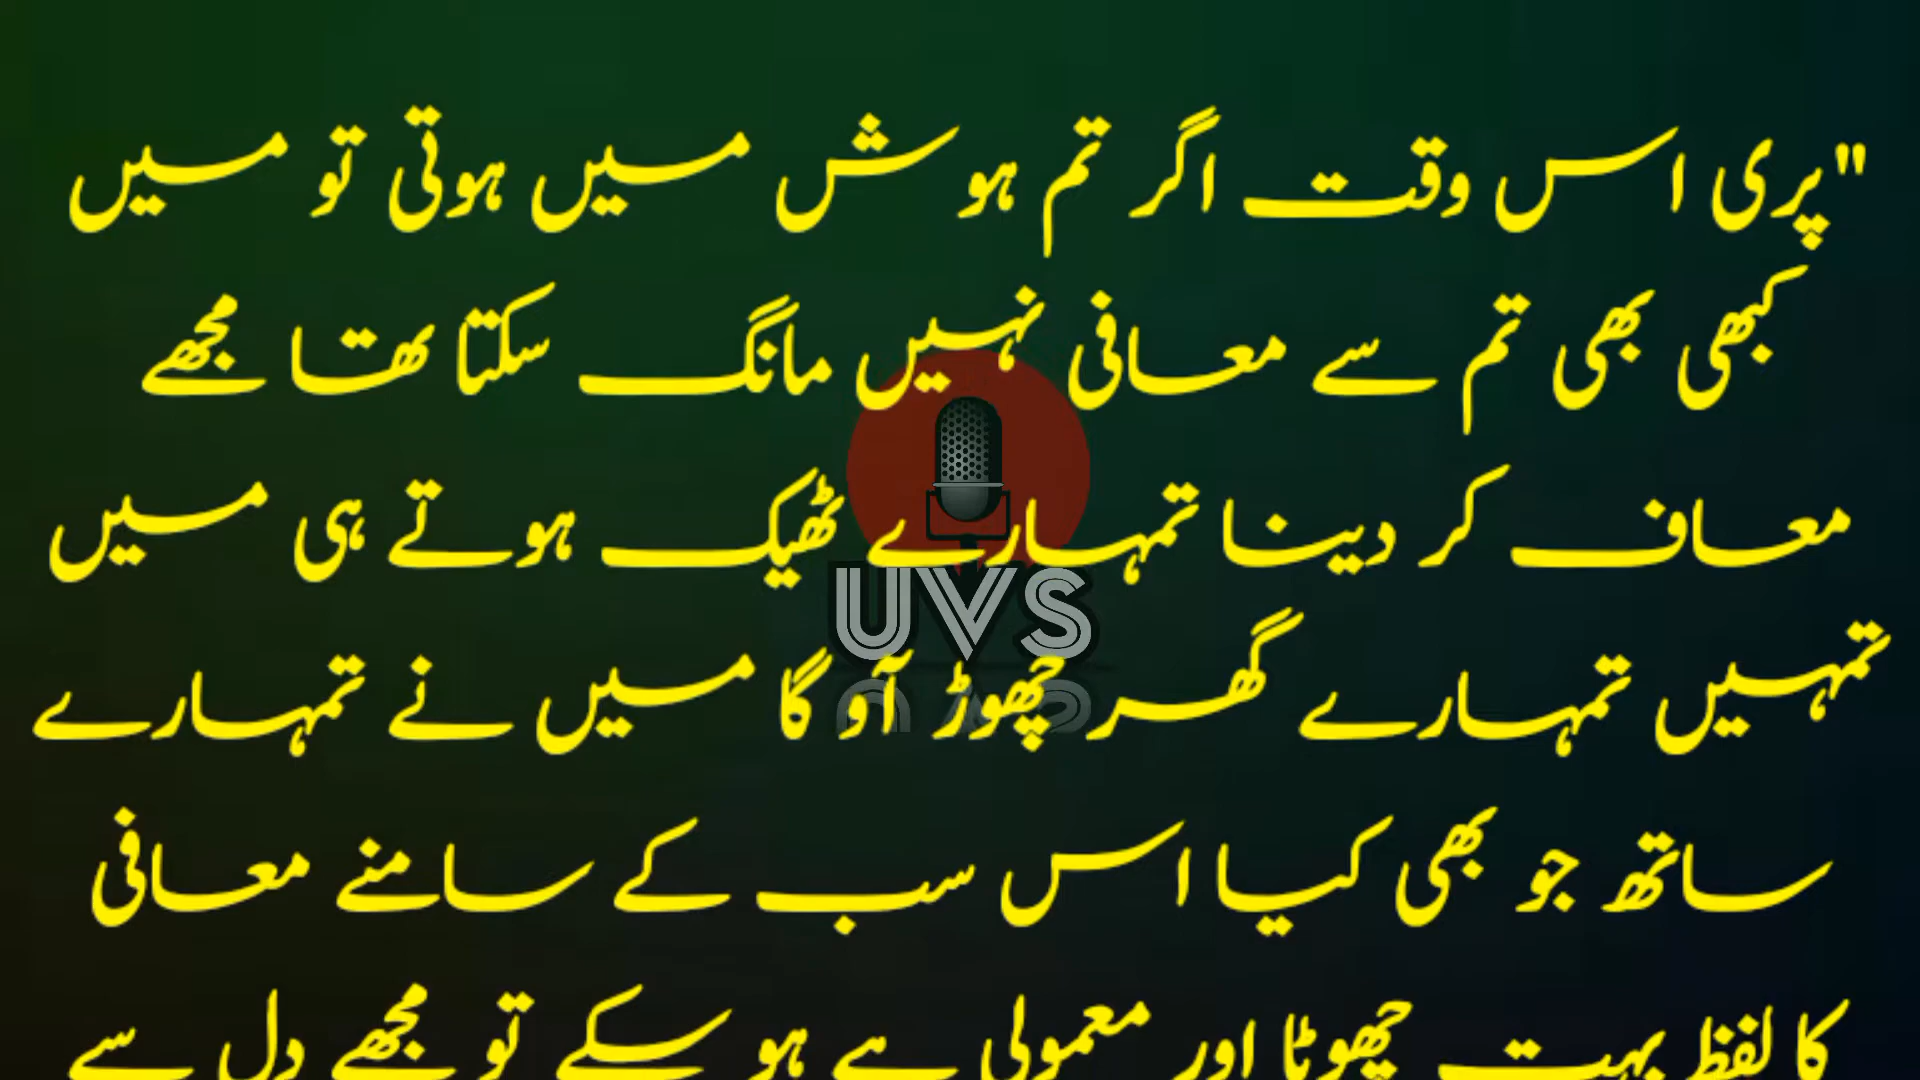 "پری اس وقت اگر تم ہوش میں ہوتی تو میں
کبھی بھی تم سے معافی نہیں مانگ سکتا تھا مجھے
معاف کر دینا تمہارے ٹھیک ہوتے ہی میں
تمہیں تمہارے گھر چھوڑ آو گا میں نے تمہارے
ساتھ جو بھی کیا اس سب کے سامنے معافی
کا لفظ بہت چھوٹا اور معمولی ہے ہو سکے تو مجھے دل سے
UVS